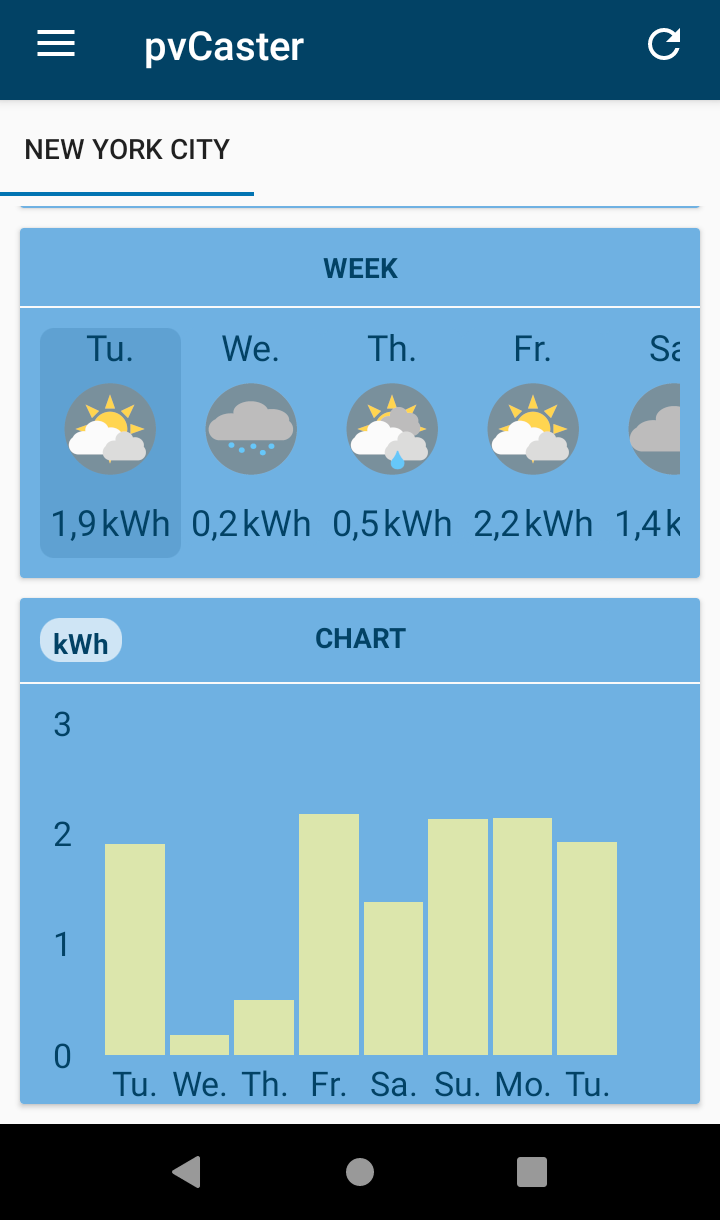 pvCaster
NEW YORK CITY
WEEK
Tu. We. Th. Fr. Sa
1,9 kWh 0,2 kWh 0,5 kWh 2,2 kWh 1,4 k
kWh CHART
3
2
1
0
Tu. We. Th. Fr. Sa. Su. Mo. Tu.